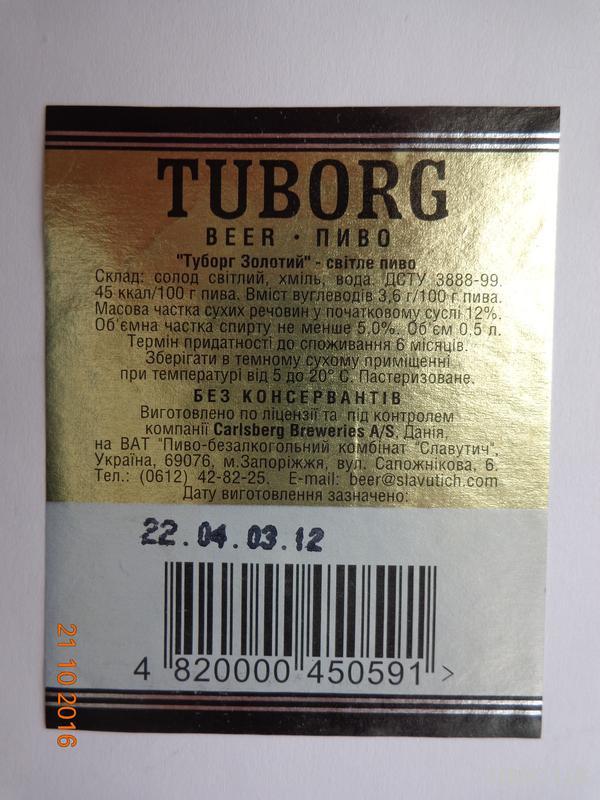 TUBORG
BEER · ПИВО
"Туборг Золотий" - світле пиво
Склад: солод світлий, хміль, вода. ДСТУ 3888-99.
45 ккал/100 г пива. Вміст вуглеводів 3,6 г/100 г пива.
Масова частка сухих речовин у початковому суслі 12%.
Об'ємна частка спирту не менше 5,0%. Об'єм 0.5 л.
Термін придатності до споживання 6 місяців.
Зберігати в темному сухому приміщенні
при температурі від 5 до 20° С. Пастеризоване.
БЕЗ КОНСЕРВАНТІВ
Виготовлено по ліцензії та під контролем
компанії Carlsberg Breweries A/S, Данія,
на ВАТ "Пиво-безалкогольний комбінат "Славутич",
Україна, 69076, м.Запоріжжя, вул. Сапожнікова, 6.
Тел.: (0612) 42-82-25. E-mail: beer@slavutich.com
Дату виготовлення зазначено:
22.04.03.12
4 820000 450591 >
21 10 2016